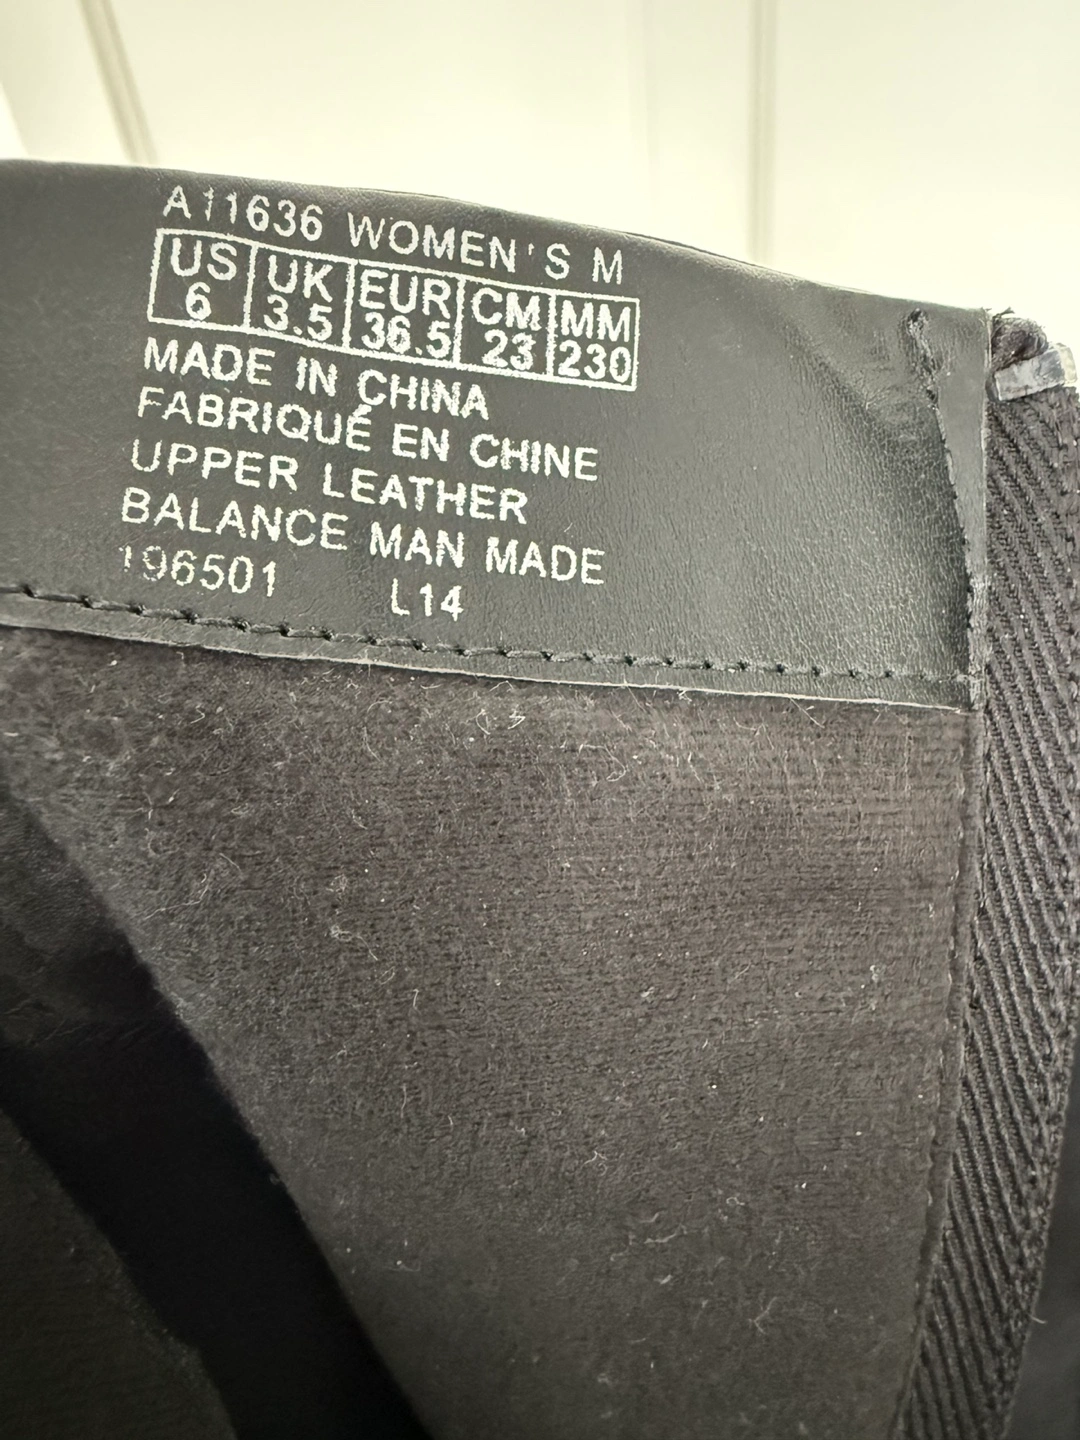 A11636 WOMEN'S M
US UK EUR CM MM
6 3.5 36.5 23 230
MADE IN CHINA
FABRIQUÉ EN CHINE
UPPER LEATHER
BALANCE MAN MADE
196501 L14